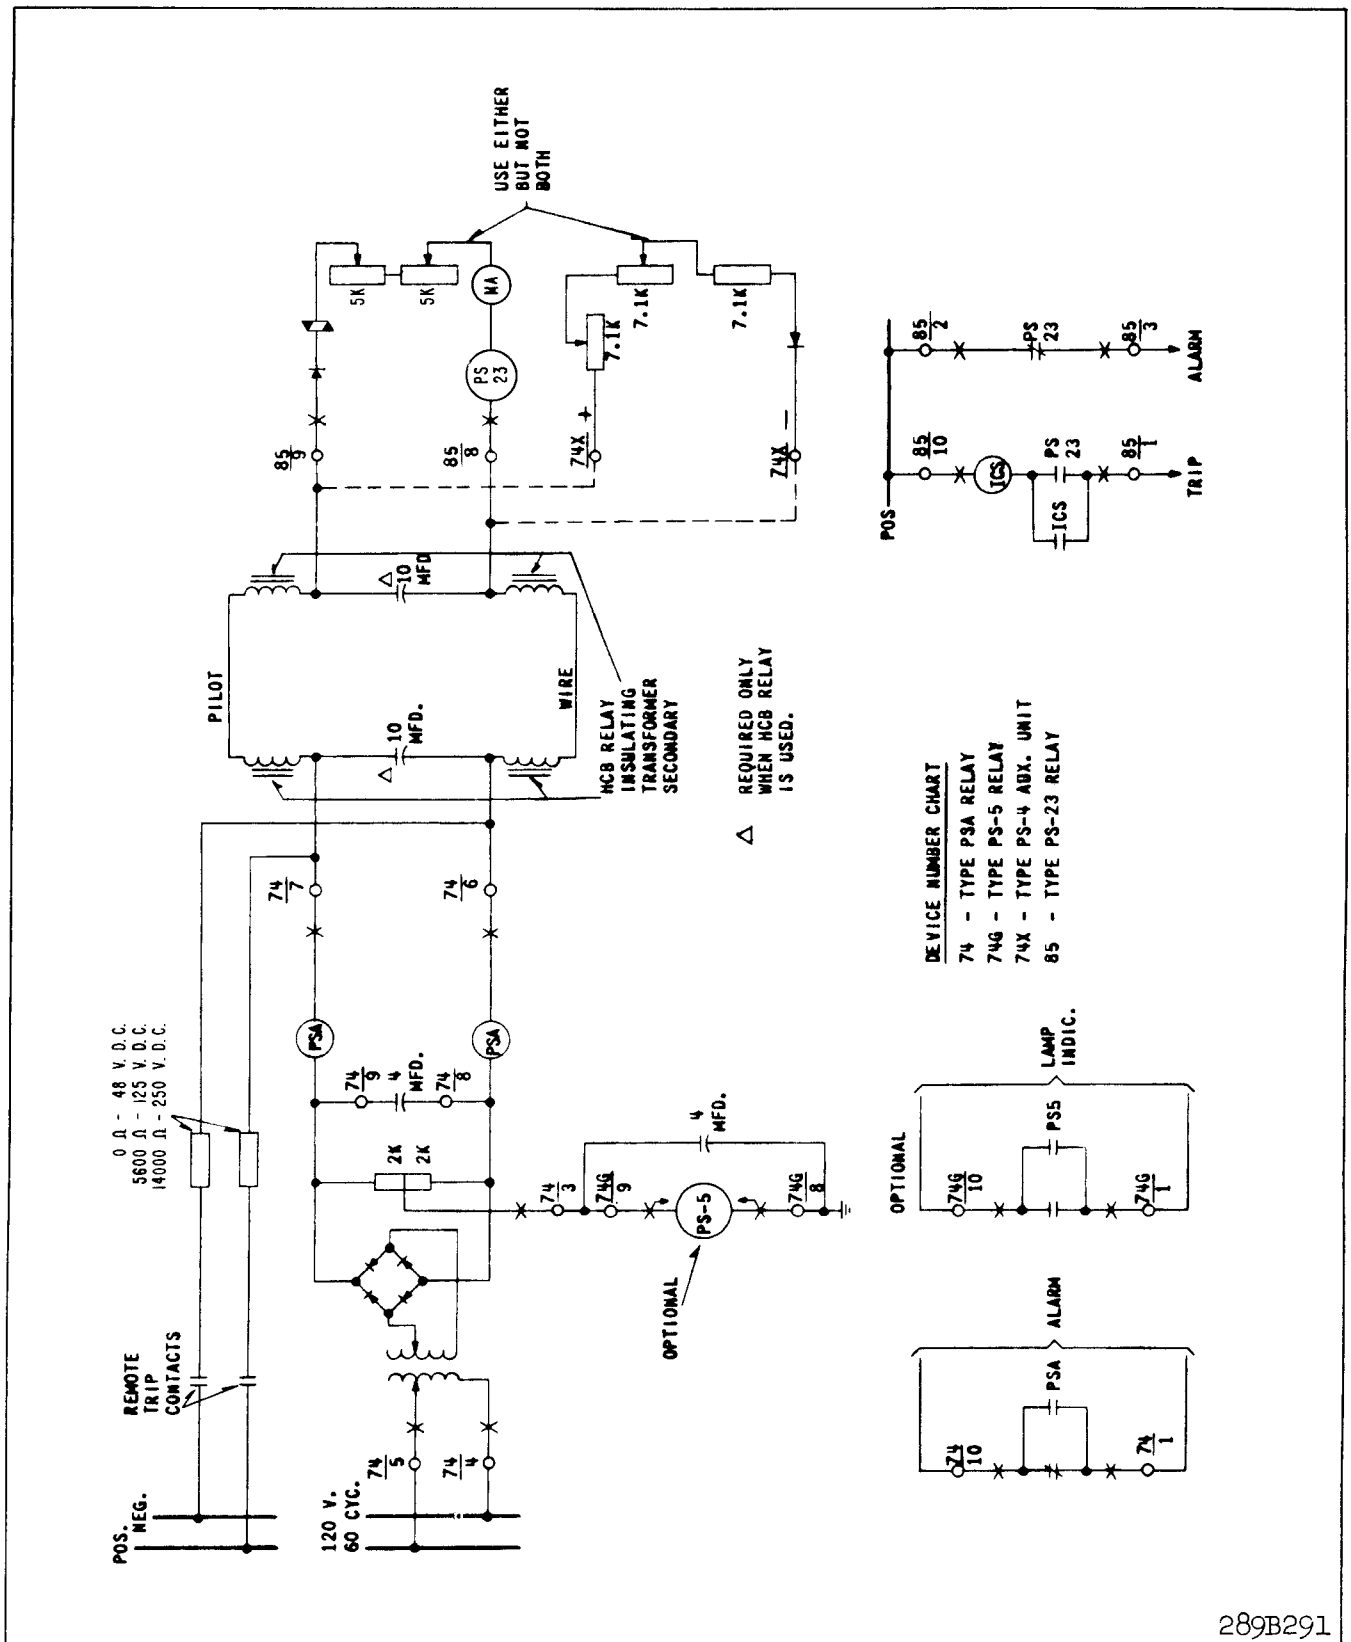 USE EITHER
BUT NOT
BOTH
5K
5K
MA
PS
23
7.1K
7.1K
7.1K
85
9
85
8
74X +
74X -
POS
85
10
ICS
ICS
PS
23
85
1
TRIP
85
2
PS
23
85
3
ALARM
PILOT
WIRE
Δ 10
MFD
Δ 10
MFD.
HCB RELAY
INSULATING
TRANSFORMER
SECONDARY
Δ REQUIRED ONLY
WHEN HCB RELAY
IS USED.
DEVICE NUMBER CHART
74 - TYPE PSA RELAY
74G - TYPE PS-5 RELAY
74X - TYPE PS-4 AUX. UNIT
85 - TYPE PS-23 RELAY
0 Ω - 48 V.D.C.
5600 Ω - 125 V.D.C.
14000 Ω - 250 V.D.C.
74
7
74
6
PSA
PSA
74
9
4
MFD.
74
8
2K
2K
74
3
74G
9
PS-5
74G
8
4
MFD.
OPTIONAL
REMOTE
TRIP
CONTACTS
POS.
NEG.
120 V.
60 CYC.
74
5
74
4
OPTIONAL
74G
10
PS5
74G
1
LAMP
INDIC.
74
10
PSA
74
1
ALARM
289B291